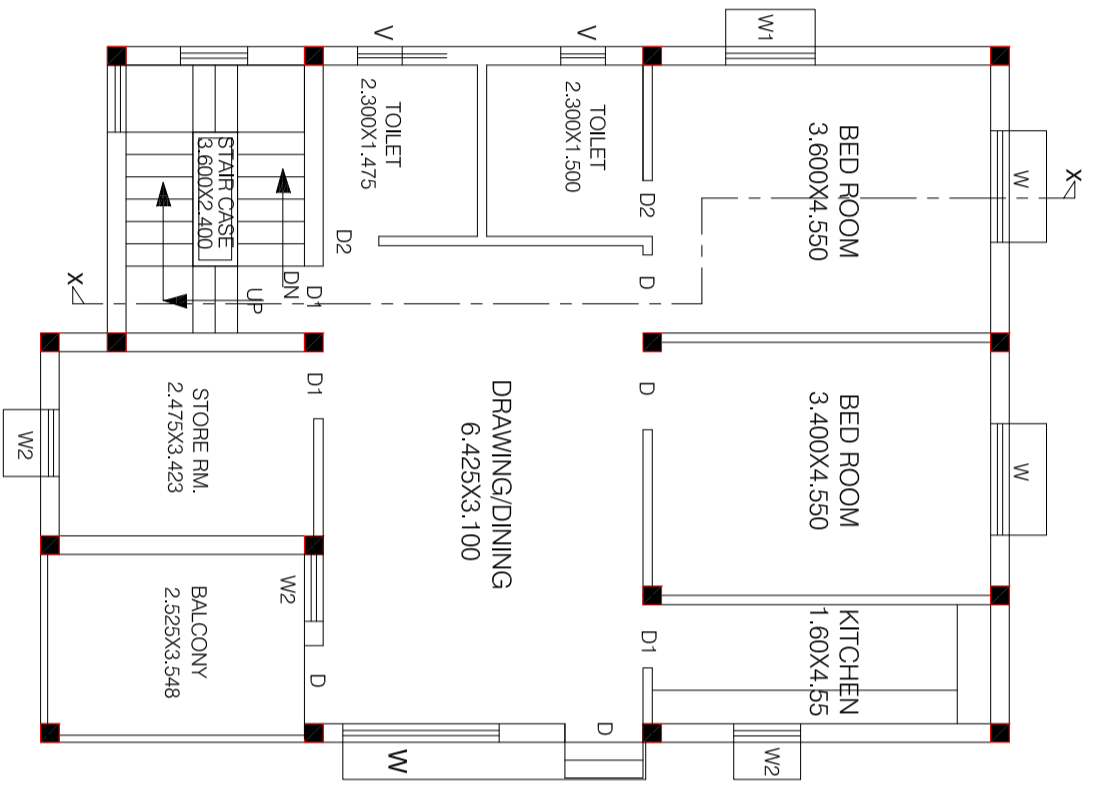 V
V
W1
TOILET
2.300X1.475
TOILET
2.300X1.500
BED ROOM
3.600X4.550
W
X
STAIR CASE
3.600X2.400
D2
D2
X
DN
UP
D1
D
STORE RM.
2.475X3.423
D1
DRAWING/DINING
6.425X3.100
D
BED ROOM
3.400X4.550
W
W2
BALCONY
2.525X3.548
W2
D
D1
KITCHEN
1.60X4.55
W
D
W2